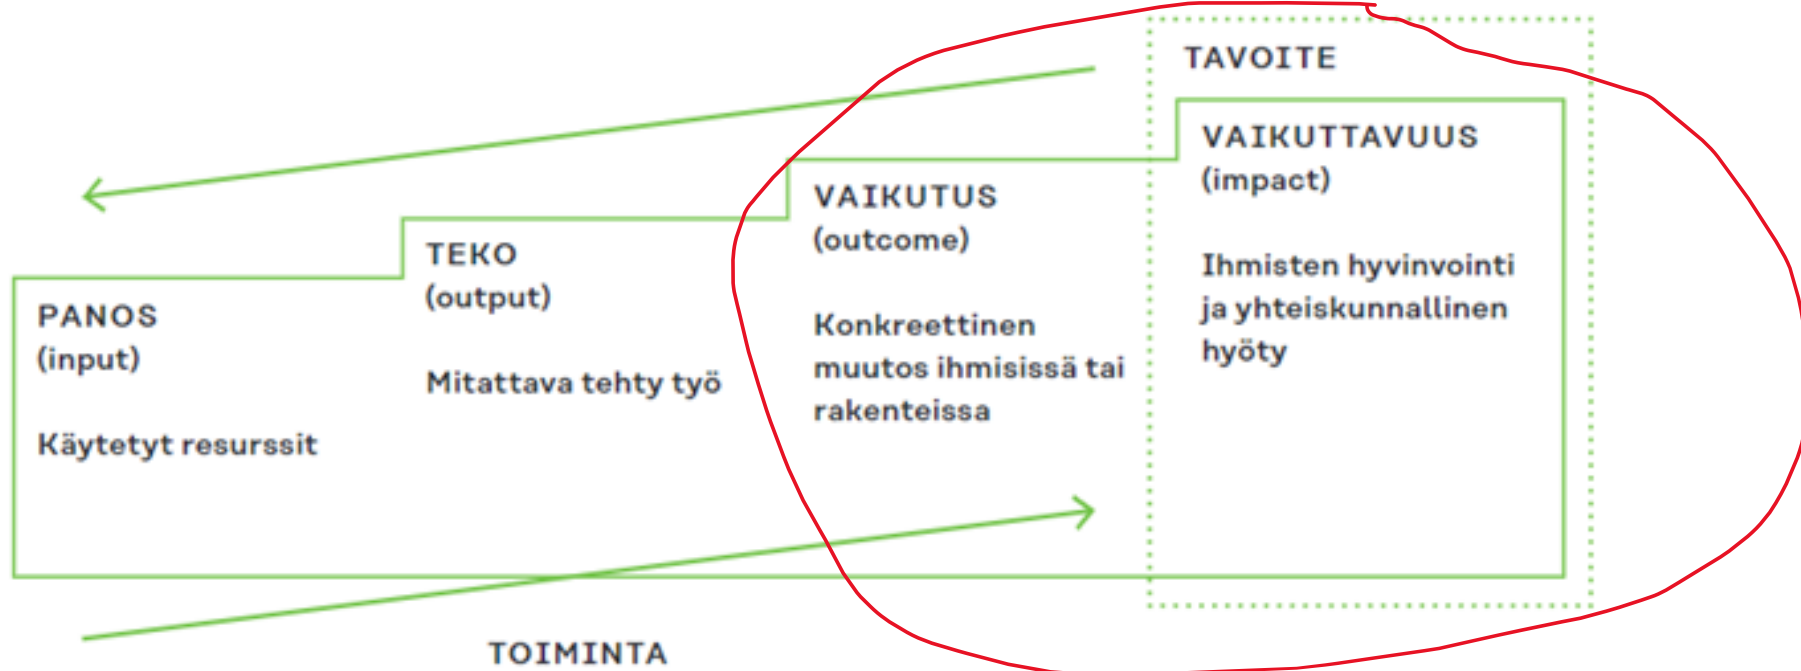 TAVOITE
VAIKUTTAVUUS
(impact)
Ihmisten hyvinvointi
ja yhteiskunnallinen
hyöty
VAIKUTUS
(outcome)
Konkreettinen
muutos ihmisissä tai
rakenteissa
TEKO
(output)
Mitattava tehty työ
PANOS
(input)
Käytetyt resurssit
TOIMINTA